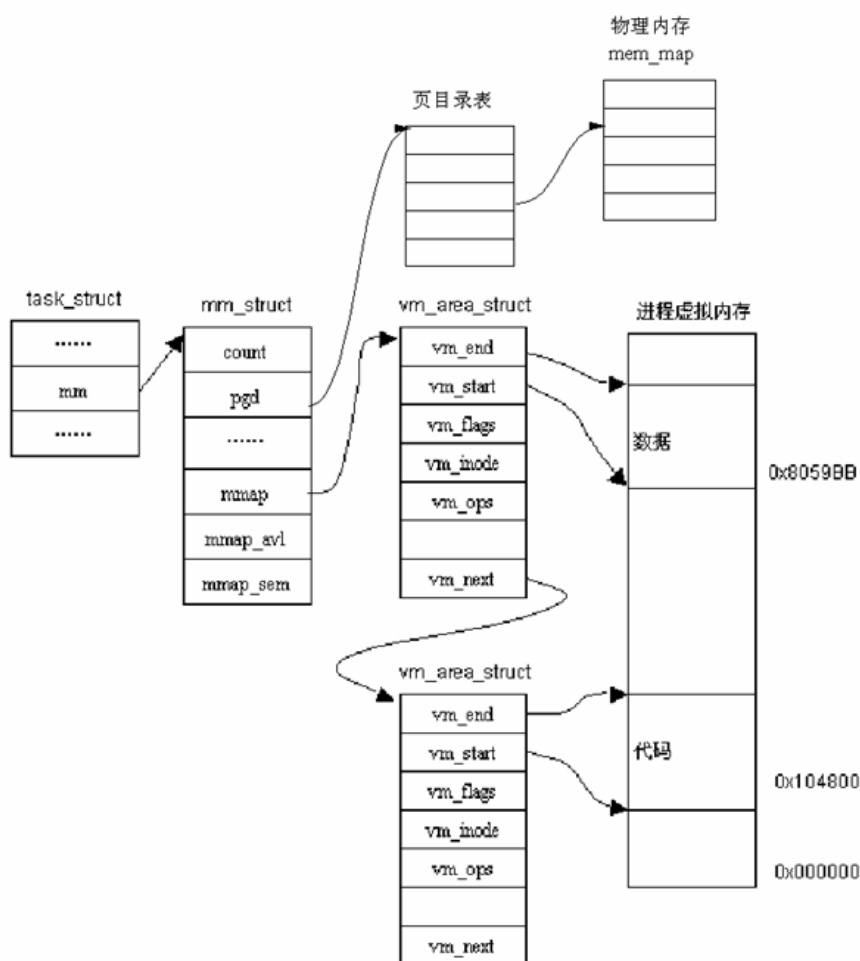 物理内存
mem_map
页目录表
task_struct
......
mm
......
mm_struct
count
pgd
......
mmap
mmap_avl
mmap_sem
vm_area_struct
vm_end
vm_start
vm_flags
vm_inode
vm_ops
vm_next
进程虚拟内存
数据
0x8059BB
代码
0x104800
0x000000
vm_area_struct
vm_end
vm_start
vm_flags
vm_inode
vm_ops
vm_next